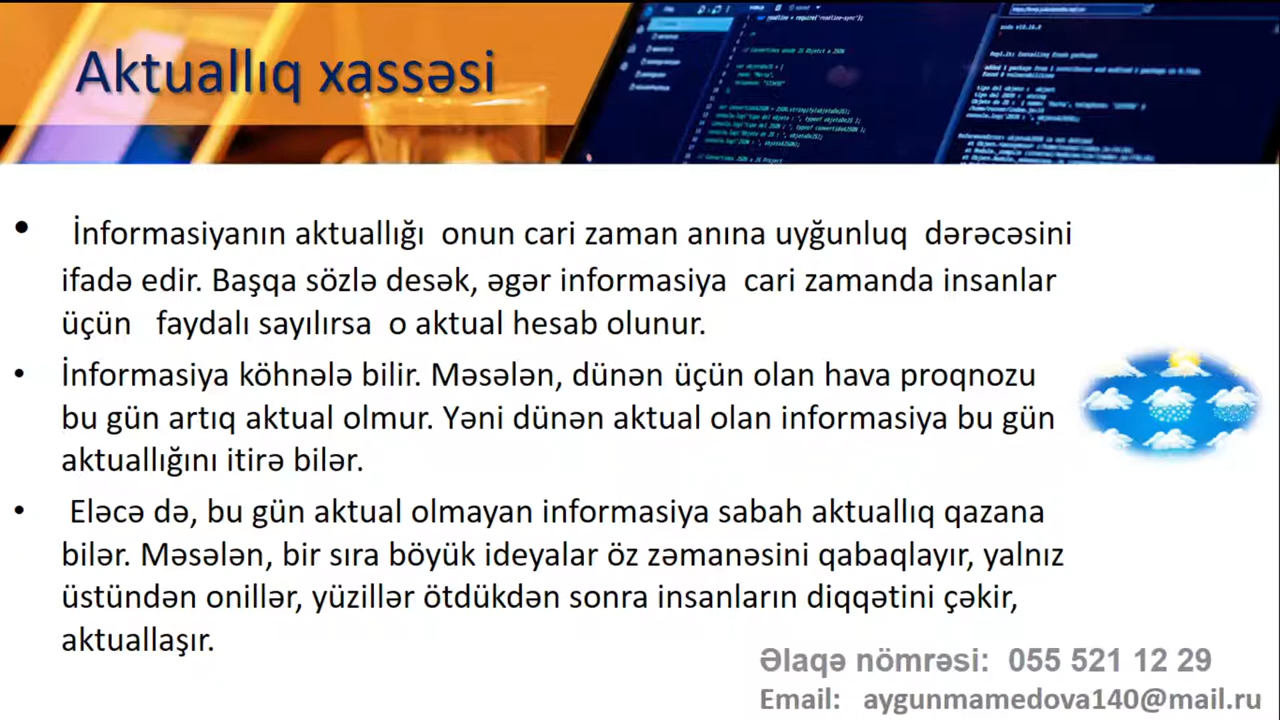 Aktuallıq xassəsi
• İnformasiyanın aktuallığı onun cari zaman anına uyğunluq dərəcəsini
ifadə edir. Başqa sözlə desək, əgər informasiya cari zamanda insanlar
üçün faydalı sayılırsa o aktual hesab olunur.
• İnformasiya köhnələ bilir. Məsələn, dünən üçün olan hava proqnozu
bu gün artıq aktual olmur. Yəni dünən aktual olan informasiya bu gün
aktuallığını itirə bilər.
• Eləcə də, bu gün aktual olmayan informasiya sabah aktuallıq qazana
bilər. Məsələn, bir sıra böyük ideyalar öz zəmanəsini qabaqlayır, yalnız
üstündən onillər, yüzillər ötdükdən sonra insanların diqqətini çəkir,
aktuallaşır.
Əlaqə nömrəsi: 055 521 12 29
Email: aygunmamedova140@mail.ru